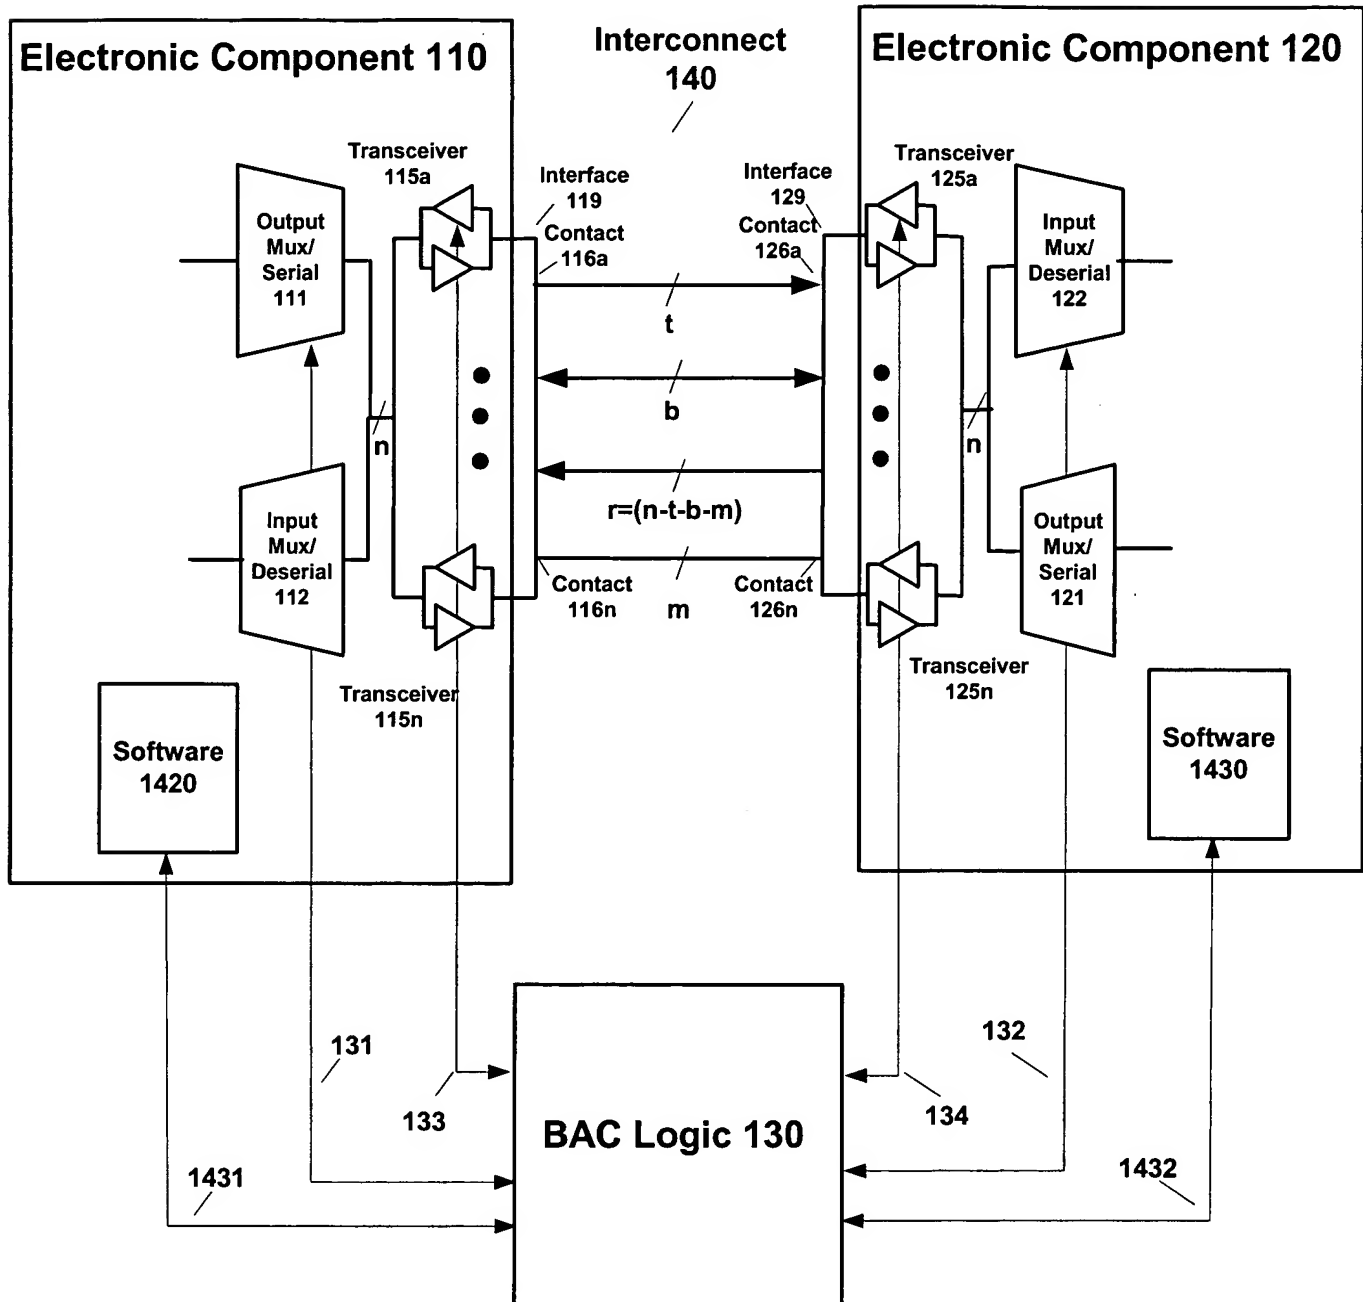 Electronic Component 110
Interconnect
140
Electronic Component 120
Transceiver
115a
Interface
119
Contact
116a
Interface
129
Contact
126a
Transceiver
125a
Output
Mux/
Serial
111
Input
Mux/
Deserial
122
t
b
n
n
r=(n-t-b-m)
m
Input
Mux/
Deserial
112
Output
Mux/
Serial
121
Contact
116n
Contact
126n
Transceiver
115n
Transceiver
125n
Software
1420
Software
1430
131
133
132
134
BAC Logic 130
1431
1432